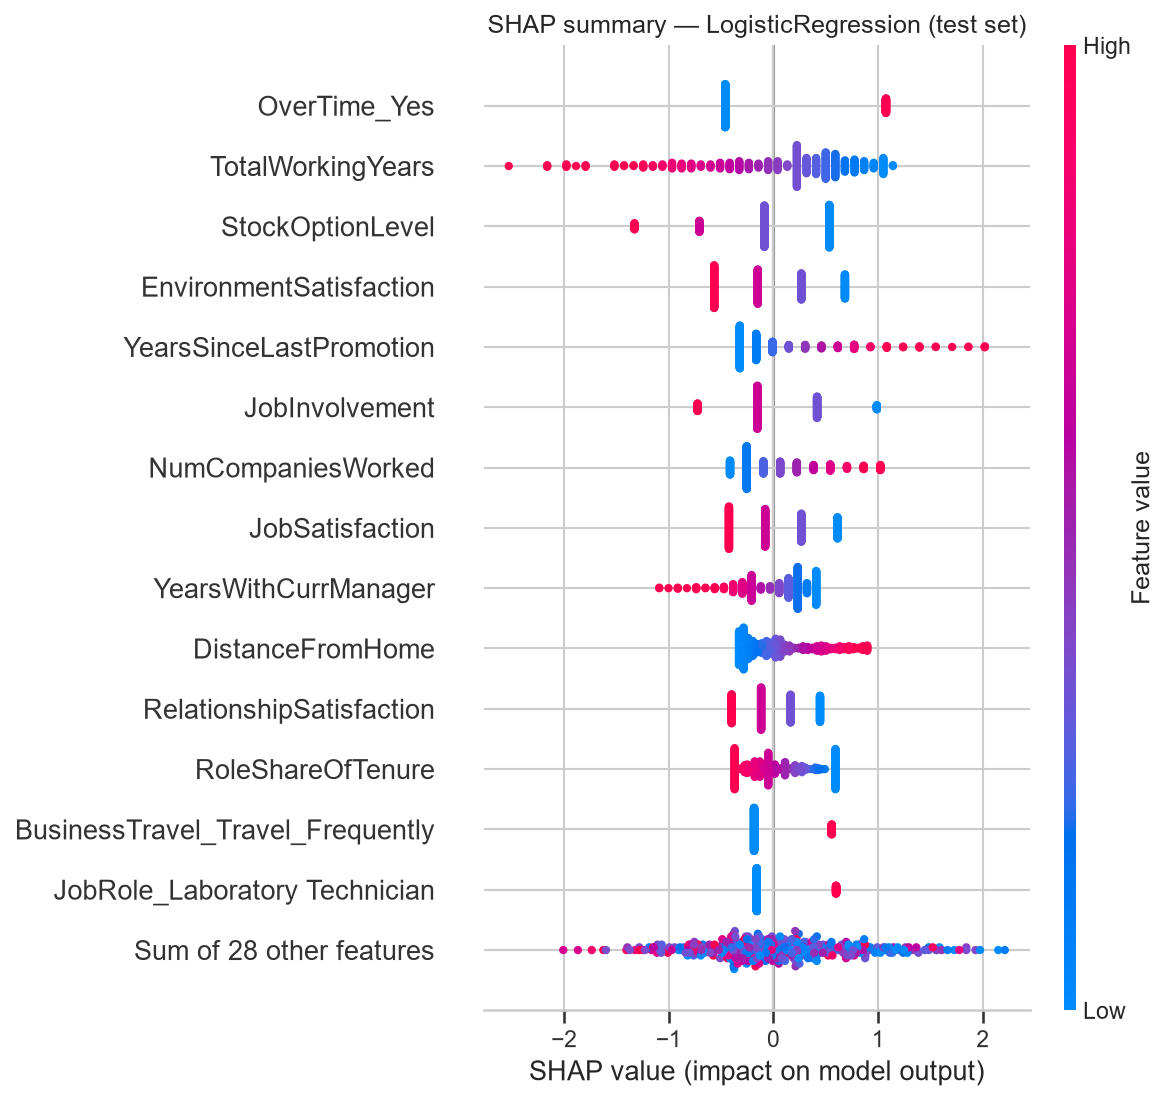 SHAP summary — LogisticRegression (test set)
High
OverTime_Yes
TotalWorkingYears
StockOptionLevel
EnvironmentSatisfaction
YearsSinceLastPromotion
JobInvolvement
NumCompaniesWorked
JobSatisfaction
YearsWithCurrManager
DistanceFromHome
RelationshipSatisfaction
RoleShareOfTenure
BusinessTravel_Travel_Frequently
JobRole_Laboratory Technician
Sum of 28 other features
Feature value
Low
−2 −1 0 1 2
SHAP value (impact on model output)